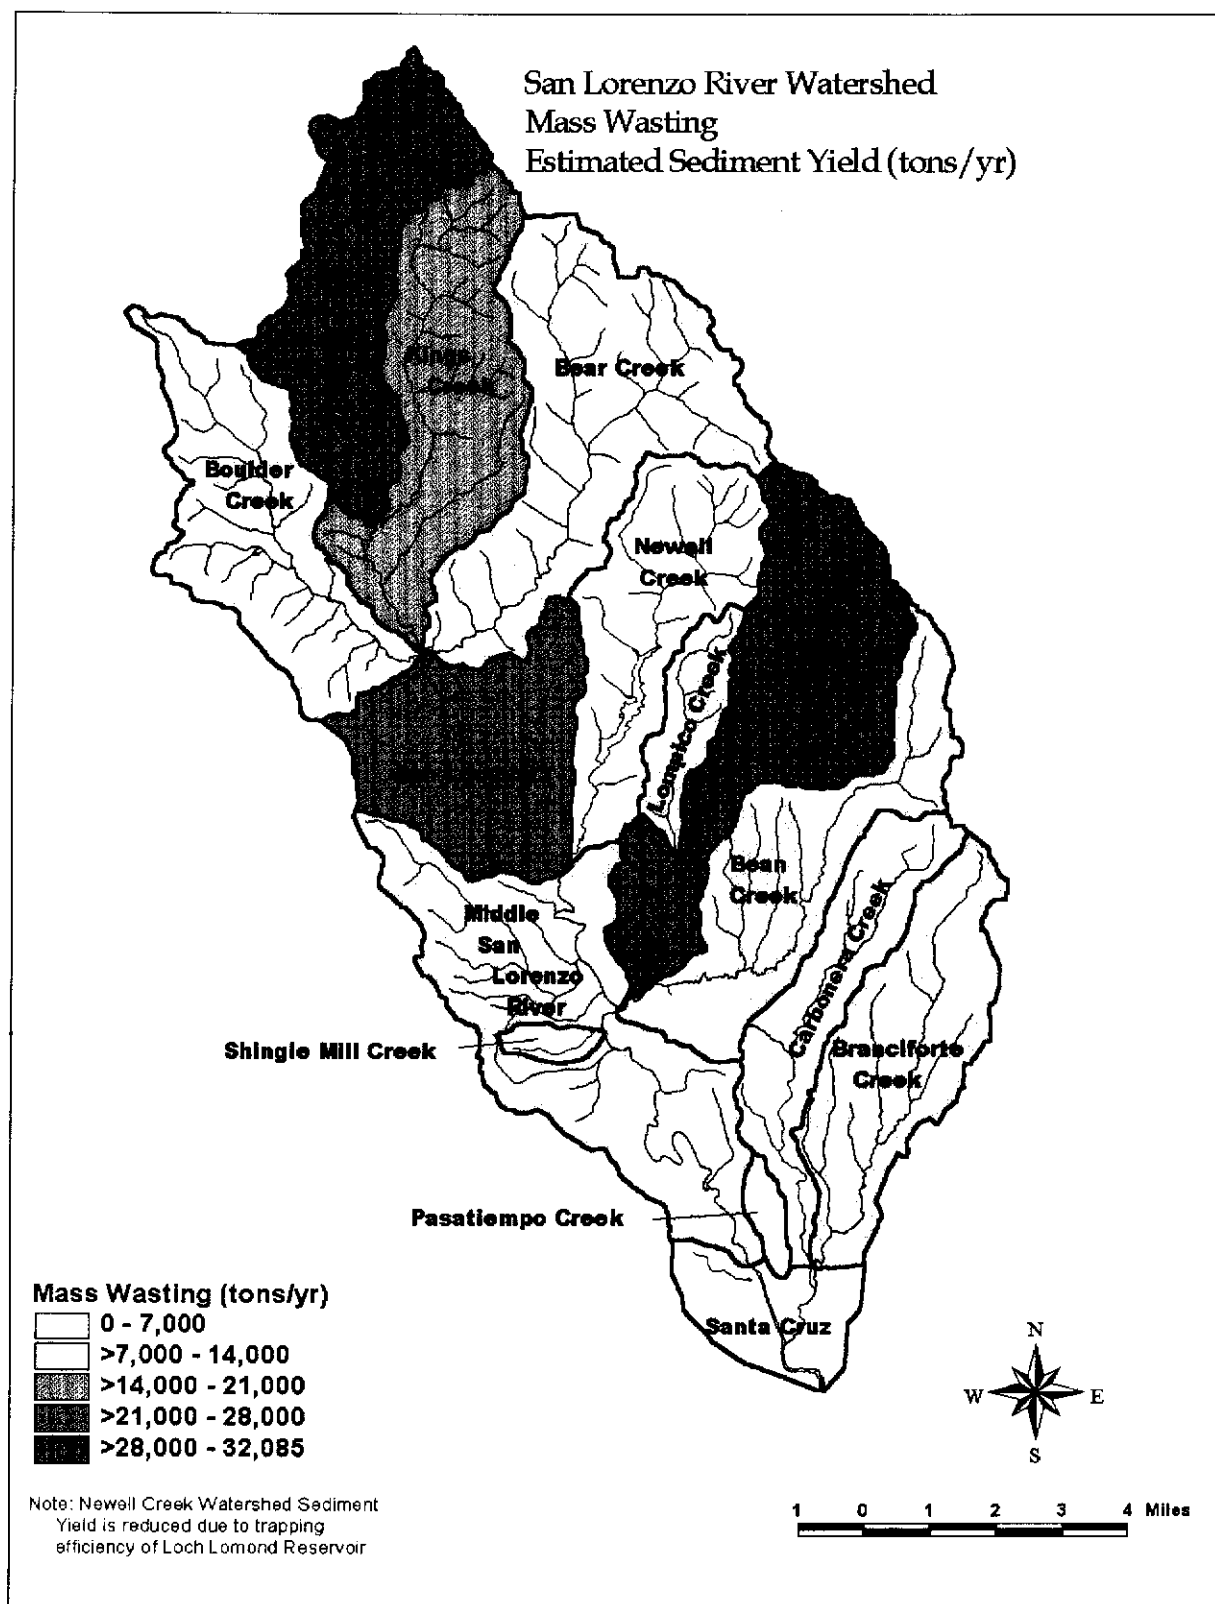 San Lorenzo River Watershed
Mass Wasting
Estimated Sediment Yield (tons/yr)
Kings
Creek
Bear Creek
Boulder
Creek
Newell
Creek
Lompico Creek
Bean
Creek
Middle
San
Lorenzo
River
Carbonera Creek
Shingle Mill Creek
Branciforte
Creek
Pasatiempo Creek
Santa Cruz
Mass Wasting (tons/yr)
0 - 7,000
>7,000 - 14,000
>14,000 - 21,000
>21,000 - 28,000
>28,000 - 32,085
N
W E
S
Note: Newell Creek Watershed Sediment
Yield is reduced due to trapping
efficiency of Loch Lomond Reservoir
1 0 1 2 3 4 Miles